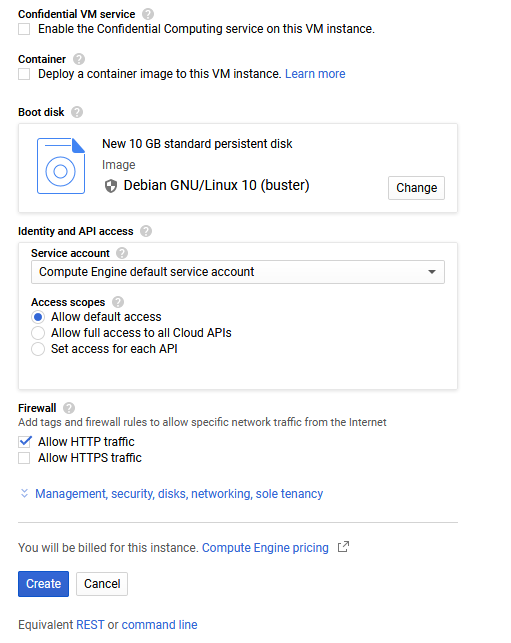 Confidential VM service ?
Enable the Confidential Computing service on this VM instance.
Container ?
Deploy a container image to this VM instance. Learn more
Boot disk ?
New 10 GB standard persistent disk
Image
Debian GNU/Linux 10 (buster)
Change
Identity and API access ?
Service account ?
Compute Engine default service account
Access scopes ?
Allow default access
Allow full access to all Cloud APIs
Set access for each API
Firewall ?
Add tags and firewall rules to allow specific network traffic from the Internet
Allow HTTP traffic
Allow HTTPS traffic
Management, security, disks, networking, sole tenancy
You will be billed for this instance. Compute Engine pricing
Create Cancel
Equivalent REST or command line